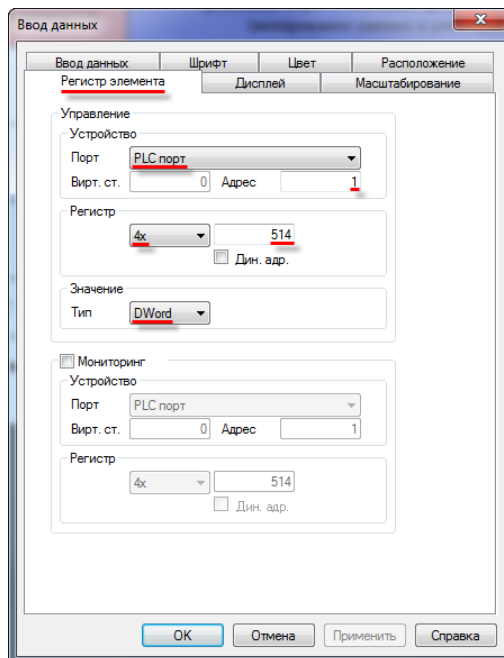 Ввод данных
Ввод данных Шрифт Цвет Расположение
Регистр элемента Дисплей Масштабирование
Управление
Устройство
Порт PLC порт
Вирт. ст. 0 Адрес 1
Регистр
4x 514
Дин. адр.
Значение
Тип DWord
Мониторинг
Устройство
Порт PLC порт
Вирт. ст. 0 Адрес 1
Регистр
4x 514
Дин. адр.
OK Отмена Применить Справка